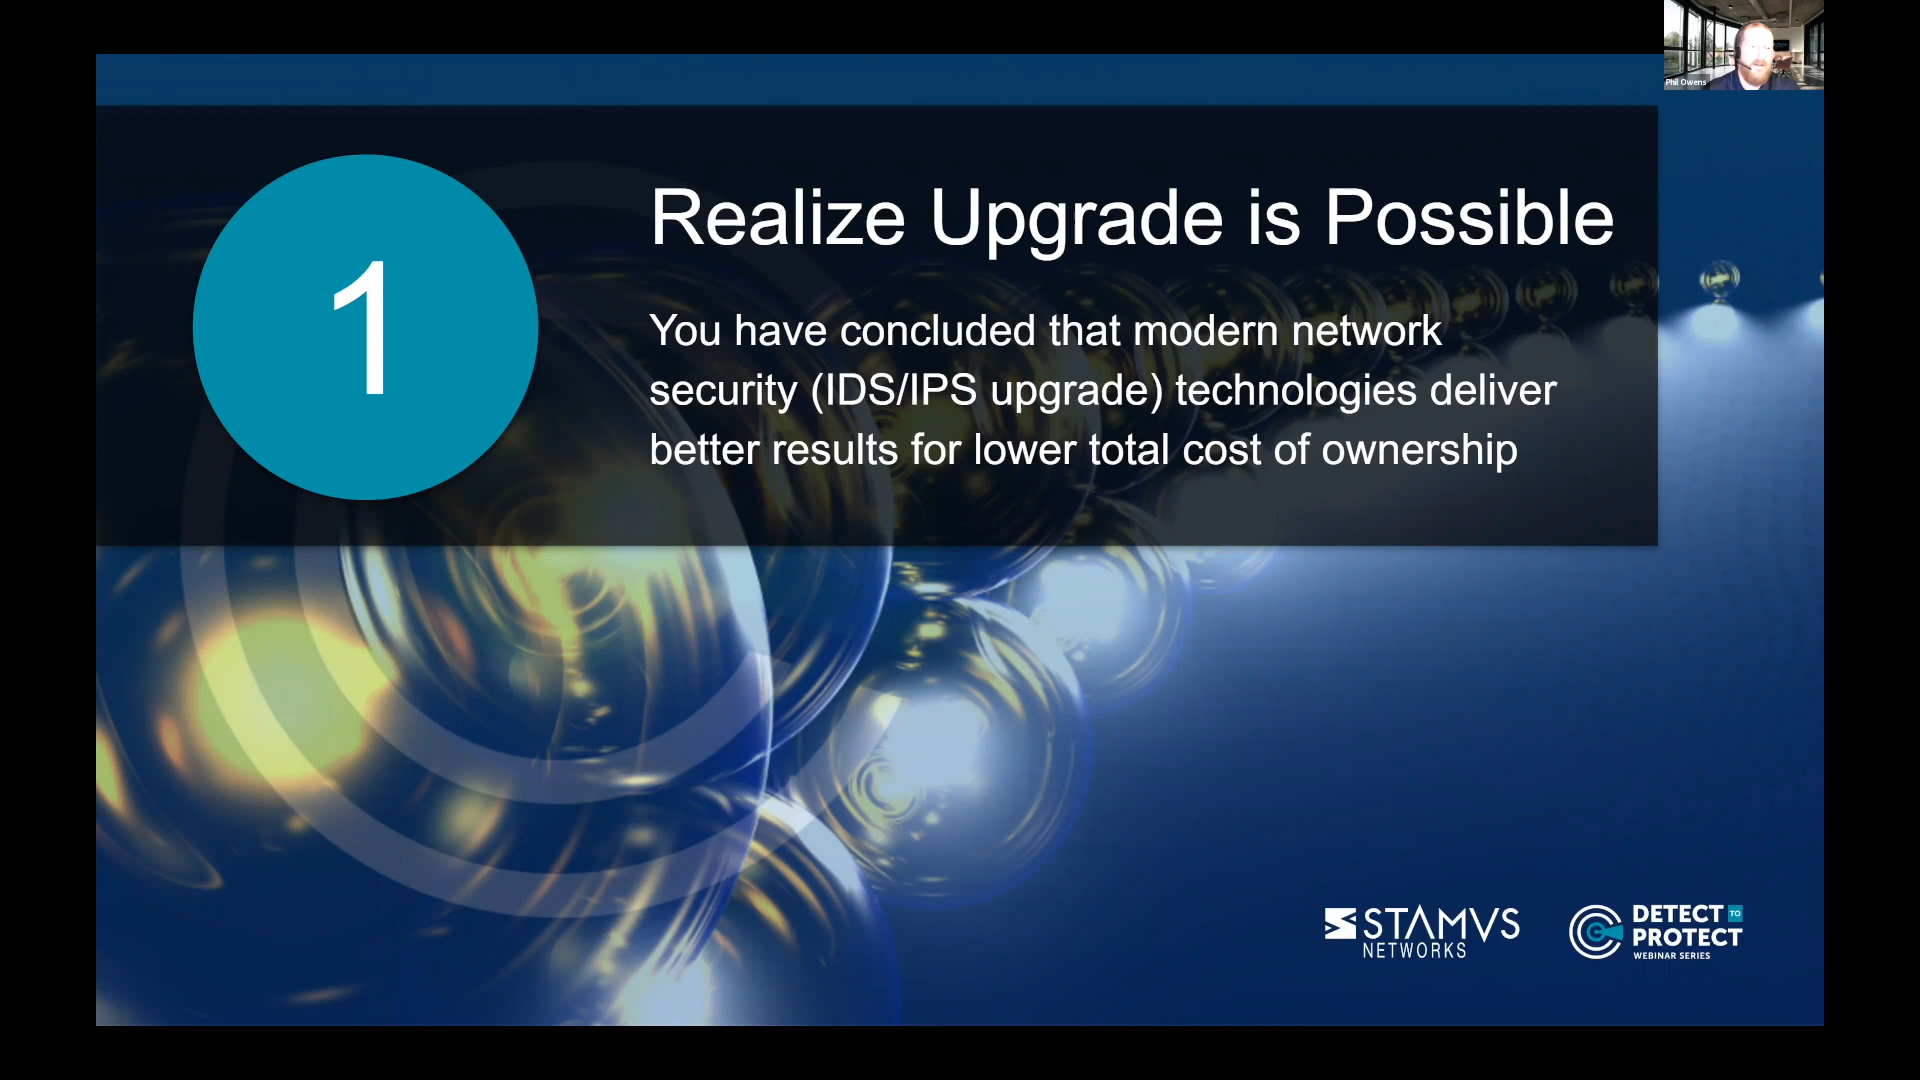 Phil Owens
1
Realize Upgrade is Possible
You have concluded that modern network
security (IDS/IPS upgrade) technologies deliver
better results for lower total cost of ownership
STAMVS
NETWORKS
DETECT TO
PROTECT
WEBINAR SERIES